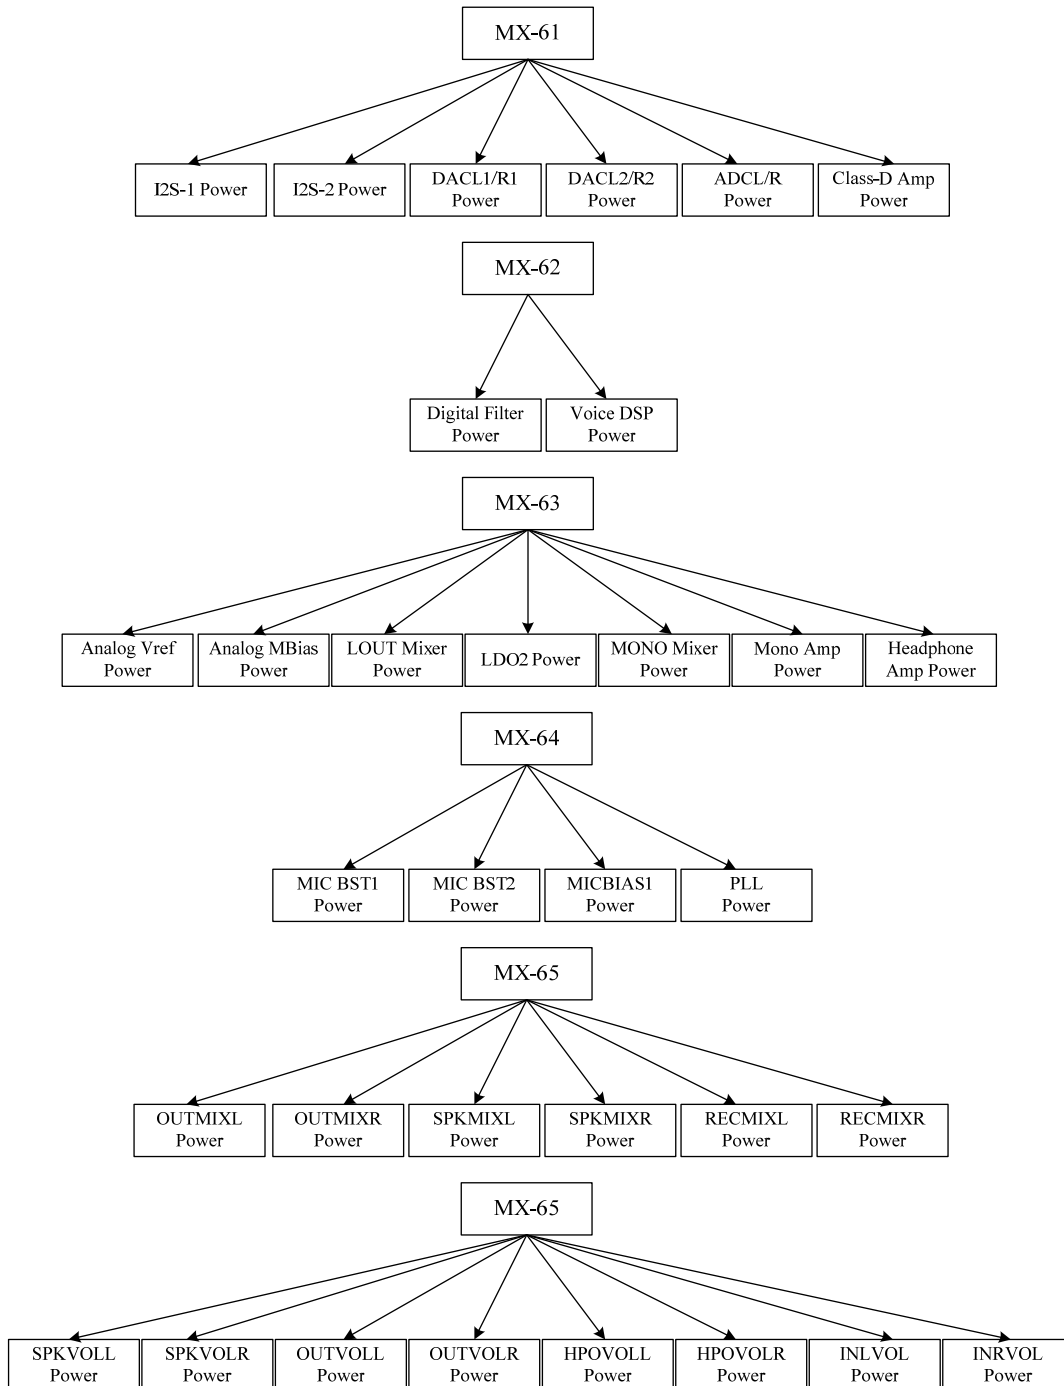 MX-61
I2S-1 Power
I2S-2 Power
DACL1/R1
Power
DACL2/R2
Power
ADCL/R
Power
Class-D Amp
Power
MX-62
Digital Filter
Power
Voice DSP
Power
MX-63
Analog Vref
Power
Analog MBias
Power
LOUT Mixer
Power
LDO2 Power
MONO Mixer
Power
Mono Amp
Power
Headphone
Amp Power
MX-64
MIC BST1
Power
MIC BST2
Power
MICBIAS1
Power
PLL
Power
MX-65
OUTMIXL
Power
OUTMIXR
Power
SPKMIXL
Power
SPKMIXR
Power
RECMIXL
Power
RECMIXR
Power
MX-65
SPKVOLL
Power
SPKVOLR
Power
OUTVOLL
Power
OUTVOLR
Power
HPOVOLL
Power
HPOVOLR
Power
INLVOL
Power
INRVOL
Power